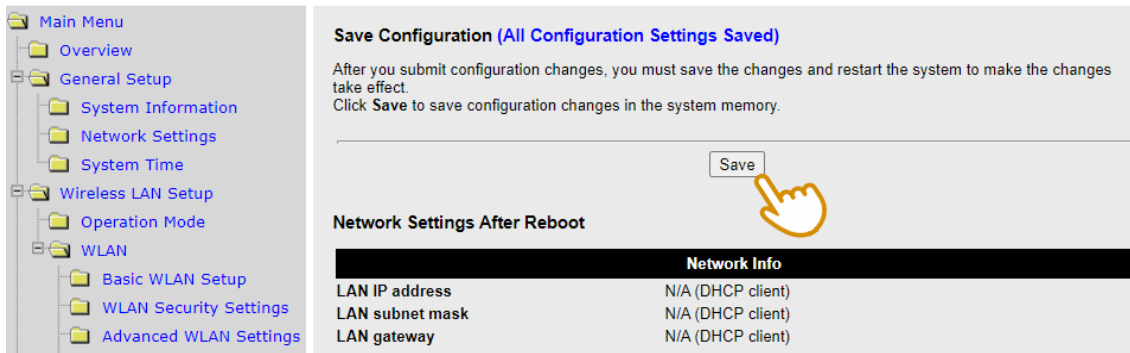 Main Menu
Overview
General Setup
System Information
Network Settings
System Time
Wireless LAN Setup
Operation Mode
WLAN
Basic WLAN Setup
WLAN Security Settings
Advanced WLAN Settings
Save Configuration (All Configuration Settings Saved)
After you submit configuration changes, you must save the changes and restart the system to make the changes
take effect.
Click Save to save configuration changes in the system memory.
Save
Network Settings After Reboot
Network Info
LAN IP address N/A (DHCP client)
LAN subnet mask N/A (DHCP client)
LAN gateway N/A (DHCP client)